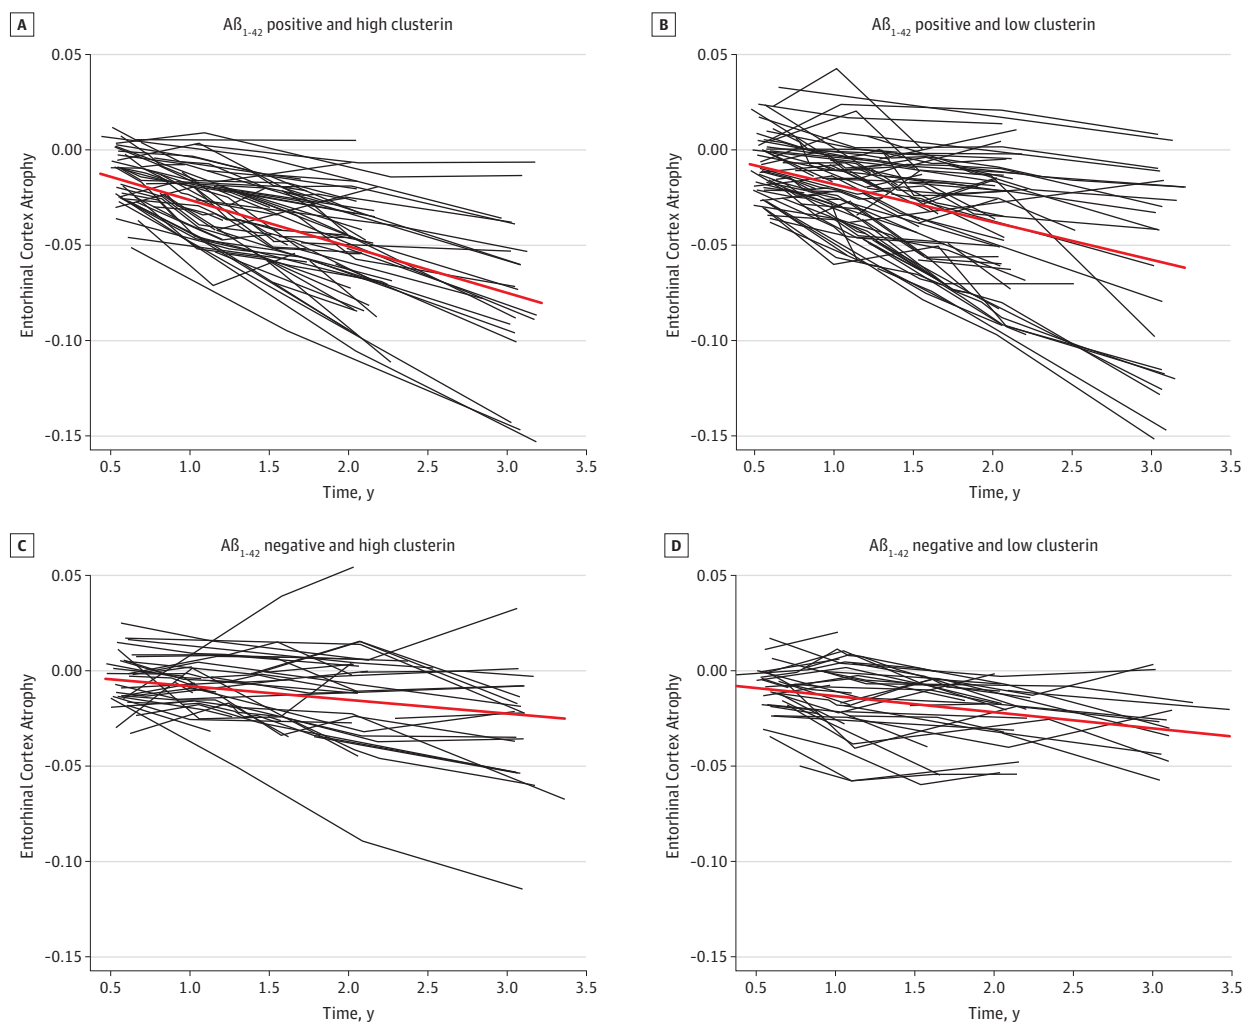 A
Aß1-42 positive and high clusterin
Entorhinal Cortex Atrophy
0.05
0.00
-0.05
-0.10
-0.15
0.5 1.0 1.5 2.0 2.5 3.0 3.5
Time, y
B
Aß1-42 positive and low clusterin
Entorhinal Cortex Atrophy
0.05
0.00
-0.05
-0.10
-0.15
0.5 1.0 1.5 2.0 2.5 3.0 3.5
Time, y
C
Aß1-42 negative and high clusterin
Entorhinal Cortex Atrophy
0.05
0.00
-0.05
-0.10
-0.15
0.5 1.0 1.5 2.0 2.5 3.0 3.5
Time, y
D
Aß1-42 negative and low clusterin
Entorhinal Cortex Atrophy
0.05
0.00
-0.05
-0.10
-0.15
0.5 1.0 1.5 2.0 2.5 3.0 3.5
Time, y